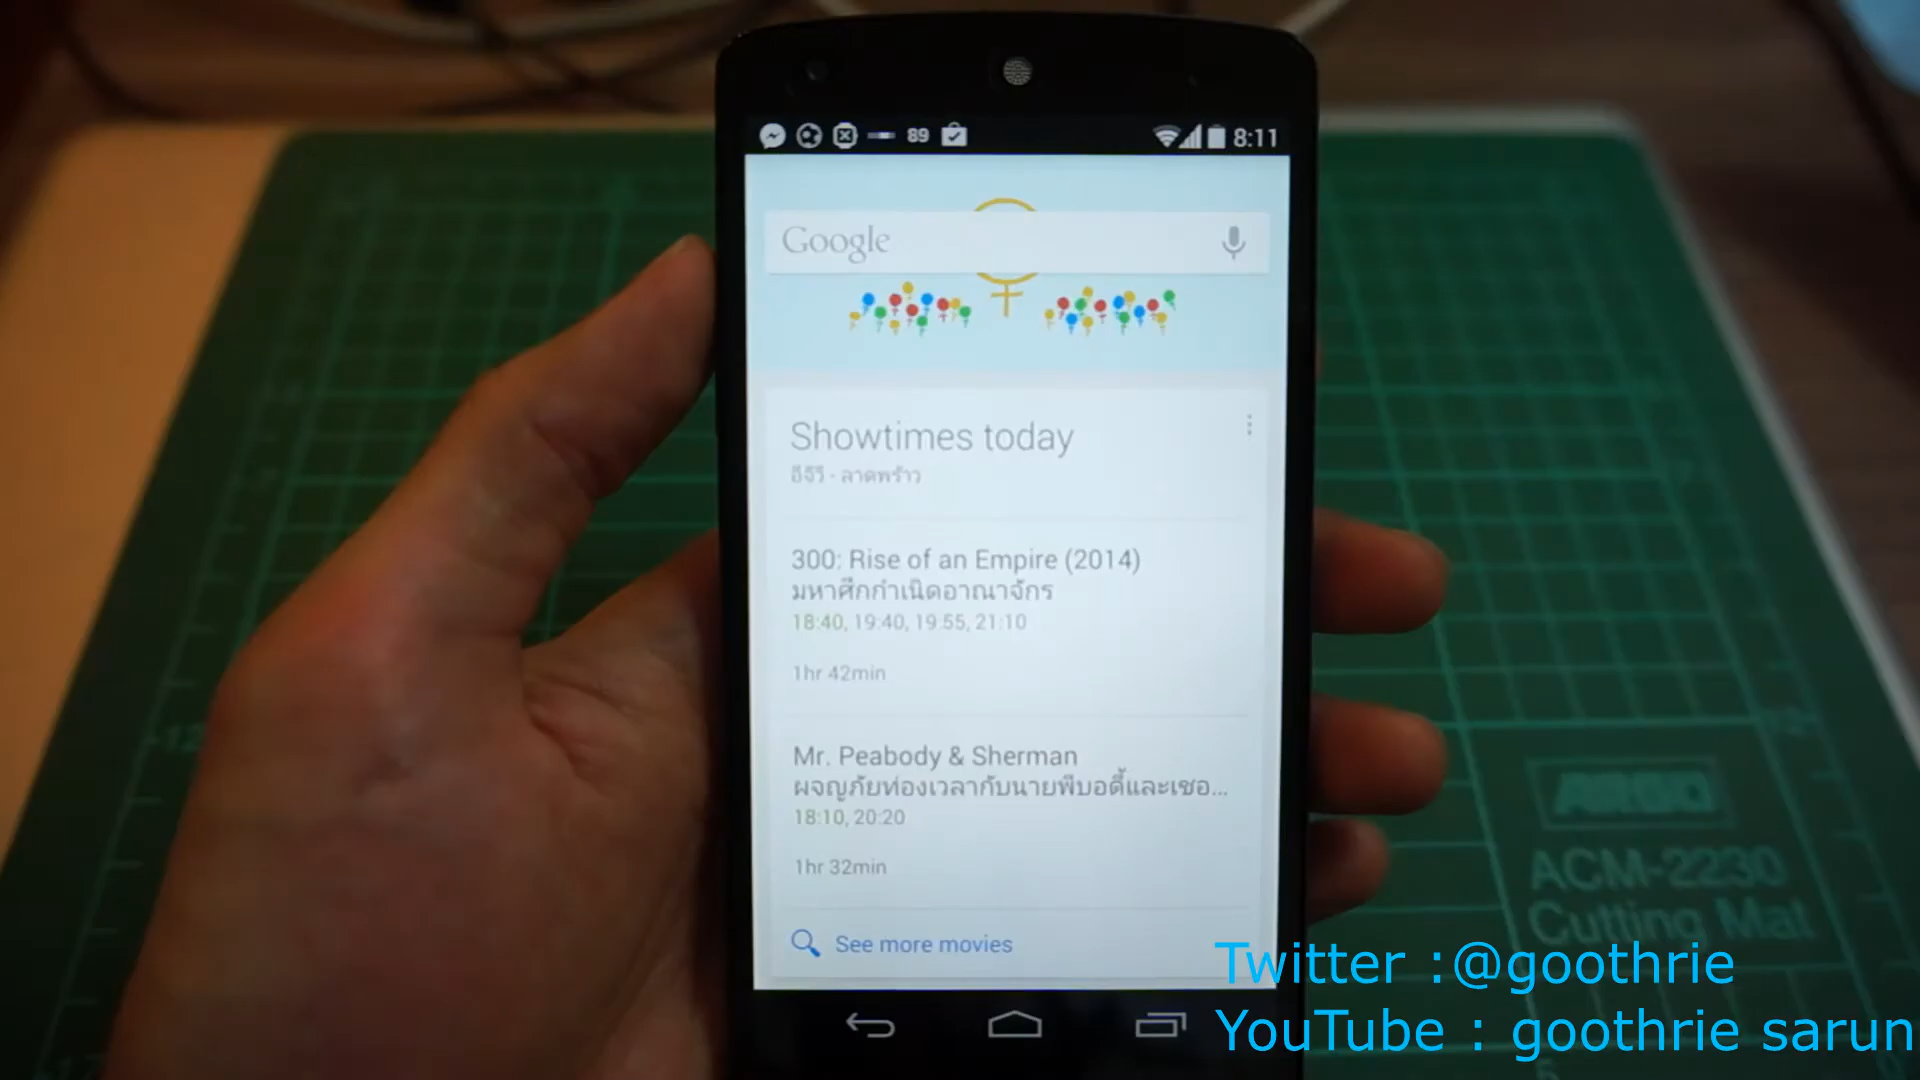 89
8:11
Google
Showtimes today
อีจีวี - ลาดพร้าว
300: Rise of an Empire (2014)
มหาศึกกำเนิดอาณาจักร
18:40, 19:40, 19:55, 21:10
1hr 42min
Mr. Peabody & Sherman
ผจญภัยท่องเวลากับนายพีบอดี้และเชอ...
18:10, 20:20
1hr 32min
See more movies
ARGO
ACM-2230
Cutting Mat
Twitter :@goothrie
YouTube : goothrie sarun